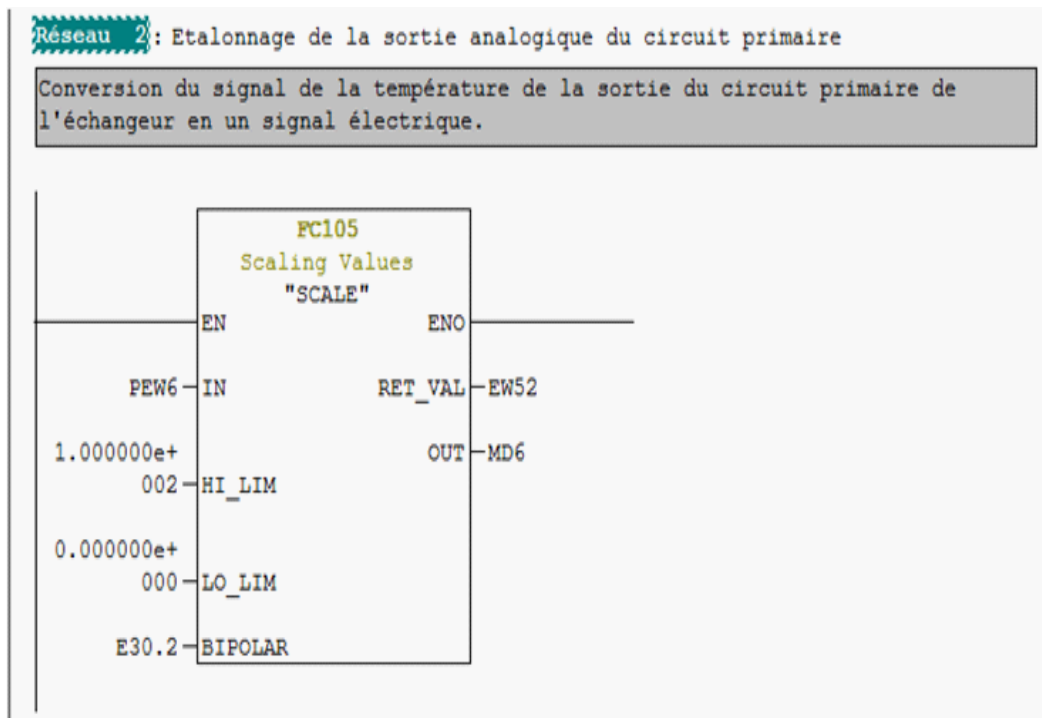 Réseau 2: Etalonnage de la sortie analogique du circuit primaire
Conversion du signal de la température de la sortie du circuit primaire de
l'échangeur en un signal électrique.
FC105
Scaling Values
"SCALE"
EN ENO
PEW6 IN RET_VAL EW52
1.000000e+ OUT MD6
002 HI_LIM
0.000000e+
000 LO_LIM
E30.2 BIPOLAR